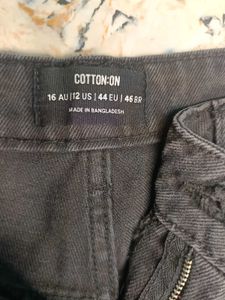 COTTON:ON
16 AU | 12 US | 44 EU | 46 BR
MADE IN BANGLADESH